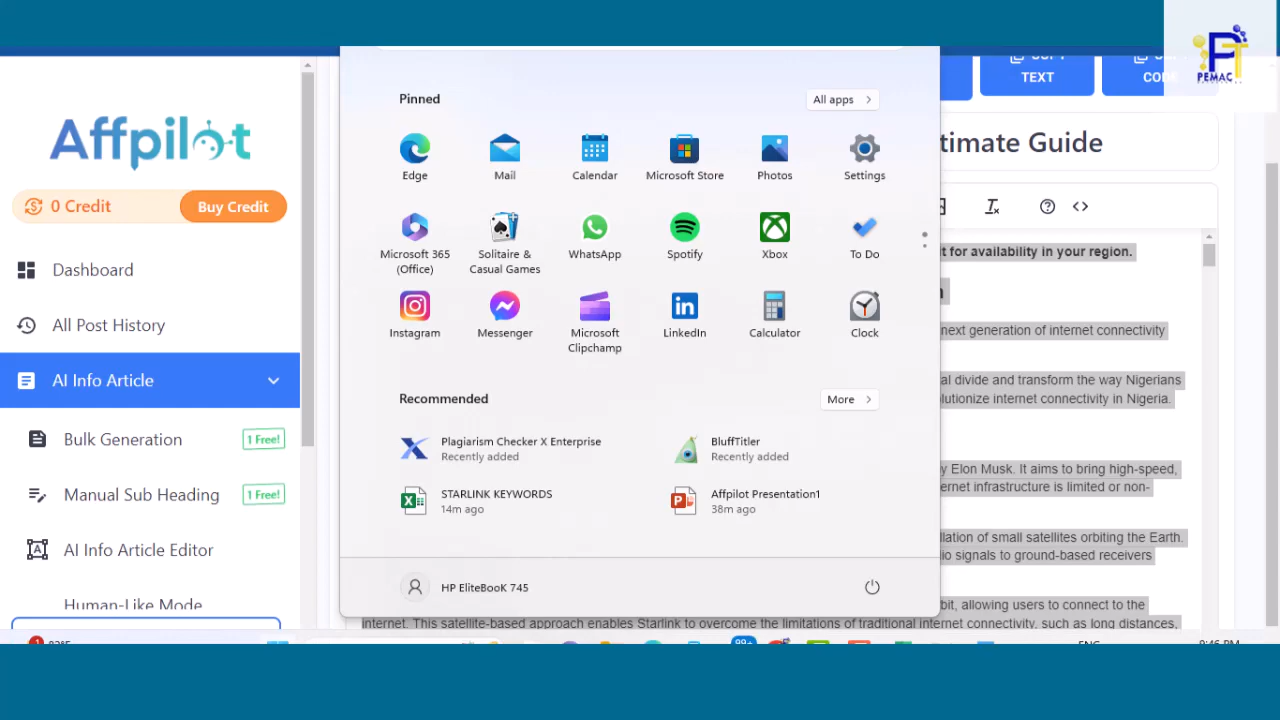 Affpilot
0 Credit
Buy Credit
Dashboard
All Post History
AI Info Article
Bulk Generation
1 Free!
Manual Sub Heading
1 Free!
AI Info Article Editor
Human-Like Mode
Pinned
All apps
Edge
Mail
Calendar
Microsoft Store
Photos
Settings
Microsoft 365
(Office)
Solitaire &
Casual Games
WhatsApp
Spotify
Xbox
To Do
Instagram
Messenger
Microsoft
Clipchamp
LinkedIn
Calculator
Clock
Recommended
More
Plagiarism Checker X Enterprise
Recently added
BluffTitler
Recently added
STARLINK KEYWORDS
14m ago
Affpilot Presentation1
38m ago
HP EliteBooK 745
COPY
TEXT
PEMAC
timate Guide
t for availability in your region.
next generation of internet connectivity
al divide and transform the way Nigerians
olutionize internet connectivity in Nigeria.
y Elon Musk. It aims to bring high-speed,
ernet infrastructure is limited or non-
llation of small satellites orbiting the Earth.
io signals to ground-based receivers
bit, allowing users to connect to the
internet. This satellite-based approach enables Starlink to overcome the limitations of traditional internet connectivity, such as long distances,
99+
9:46 PM